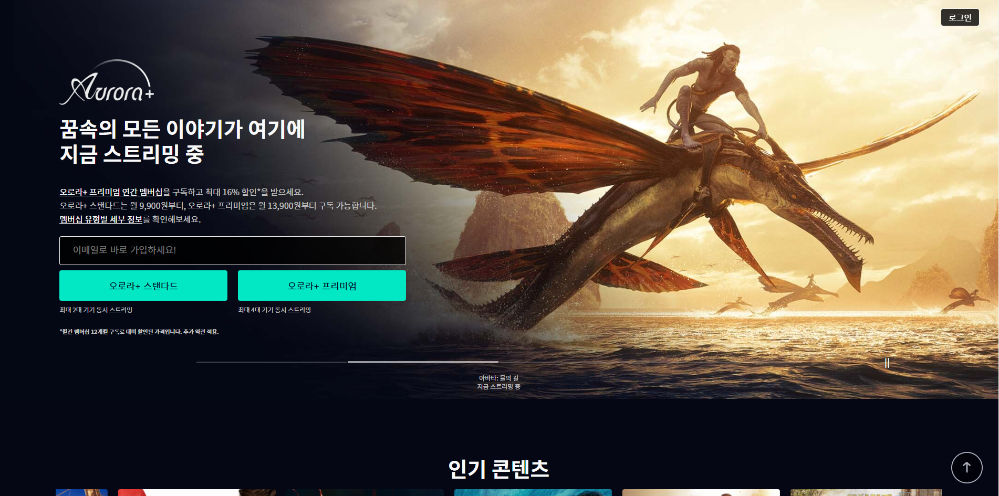 로그인
Aurora+
꿈속의 모든 이야기가 여기에
지금 스트리밍 중
오로라+ 프리미엄 연간 멤버십을 구독하고 최대 16% 할인*을 받으세요.
오로라+ 스탠다드는 월 9,900원부터, 오로라+ 프리미엄은 월 13,900원부터 구독 가능합니다.
멤버십 유형별 세부 정보를 확인해보세요.
이메일로 바로 가입하세요!
오로라+ 스탠다드
오로라+ 프리미엄
최대 2대 기기 동시 스트리밍
최대 4대 기기 동시 스트리밍
*월간 멤버십 12개월 구독료 대비 할인된 가격입니다. 추가 약관 적용.
아바타: 물의 길
지금 스트리밍 중
인기 콘텐츠